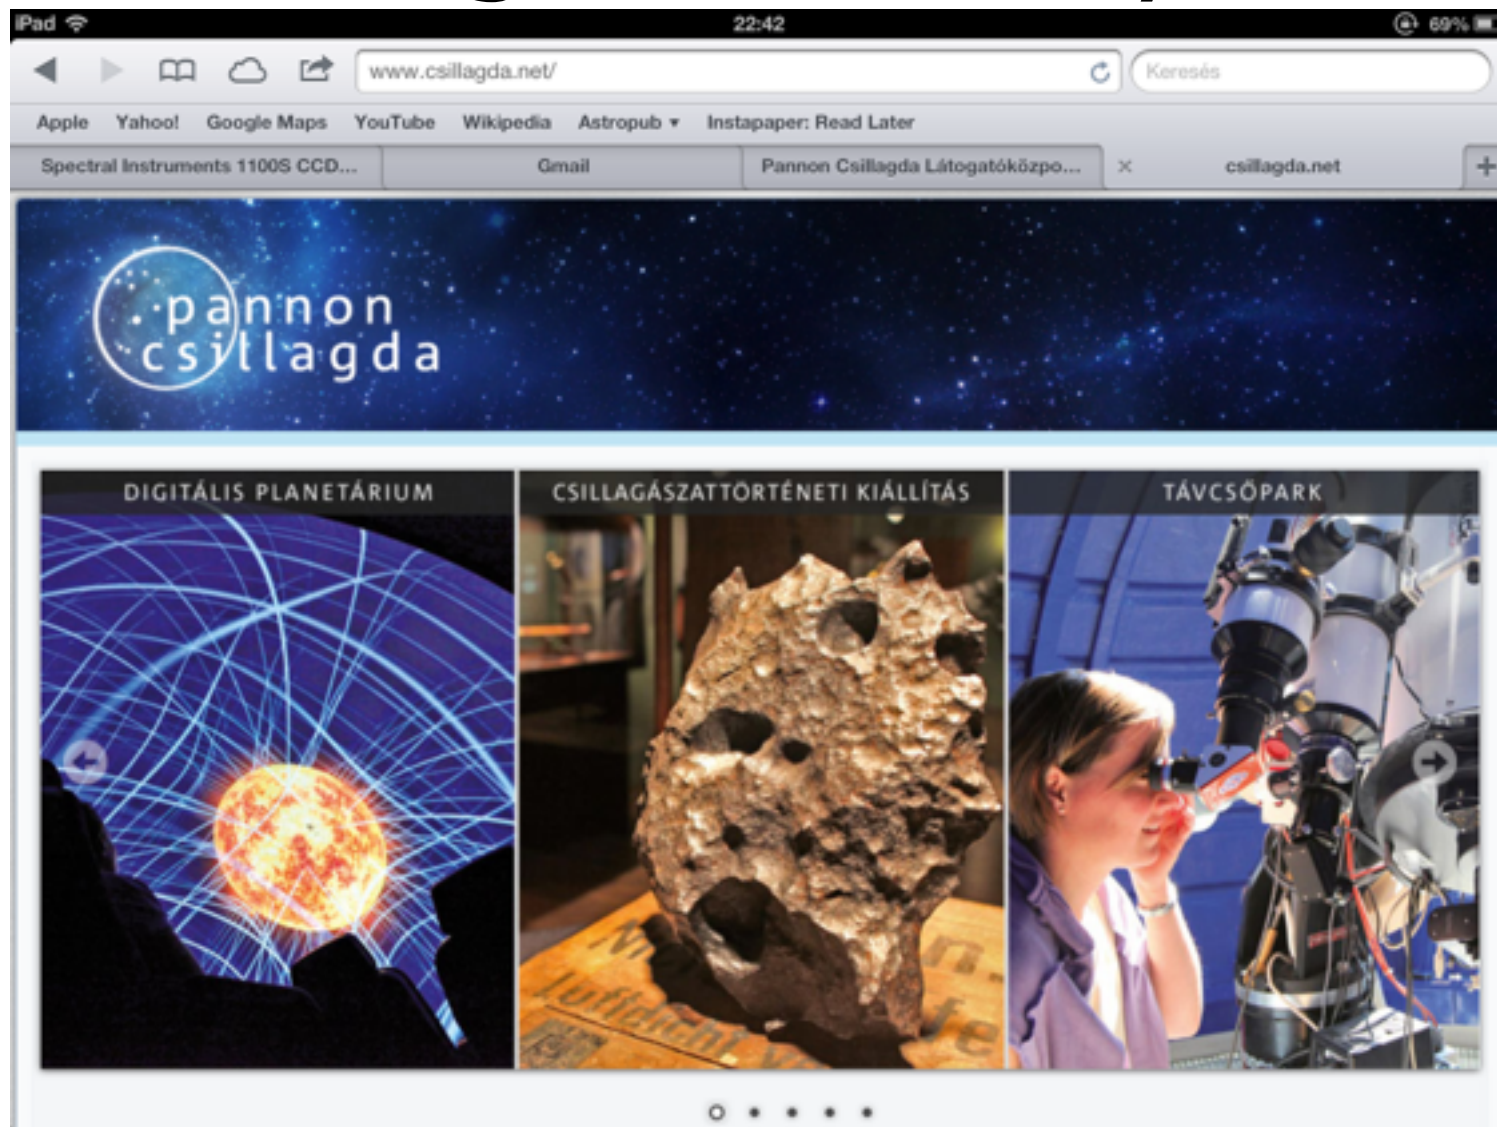 iPad 22:42 69%
www.csillagda.net/ Keresés
Apple Yahoo! Google Maps YouTube Wikipedia Astropub ▾ Instapaper: Read Later
Spectral Instruments 1100S CCD... Gmail Pannon Csillagda Látogatóközpo... × csillagda.net +
pannon
csillagda
DIGITÁLIS PLANETÁRIUM CSILLAGÁSZATTÖRTÉNETI KIÁLLÍTÁS TÁVCSŐPARK
luftdicht